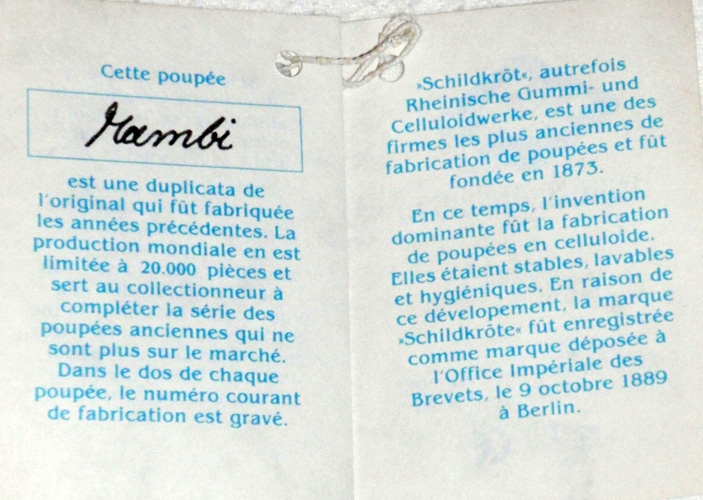 Cette poupée
Mambi
est une duplicata de
l'original qui fût fabriquée
les années précédentes. La
production mondiale en est
limitée à 20.000 pièces et
sert au collectionneur à
compléter la série des
poupées anciennes qui ne
sont plus sur le marché.
Dans le dos de chaque
poupée, le numéro courant
de fabrication est gravé.
»Schildkröt«, autrefois
Rheinische Gummi- und
Celluloidwerke, est une des
firmes les plus anciennes de
fabrication de poupées et fût
fondée en 1873.
En ce temps, l'invention
dominante fût la fabrication
de poupées en celluloide.
Elles étaient stables, lavables
et hygiéniques. En raison de
ce dévelopement, la marque
»Schildkröte« fût enregistrée
comme marque déposée à
l'Office Impériale des
Brevets, le 9 octobre 1889
à Berlin.